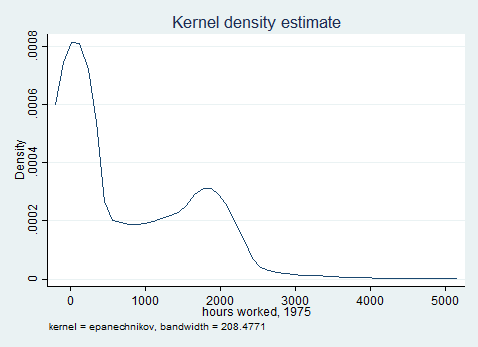 Kernel density estimate
Density
.0008
.0006
.0004
.0002
0
0 1000 2000 3000 4000 5000
hours worked, 1975
kernel = epanechnikov, bandwidth = 208.4771